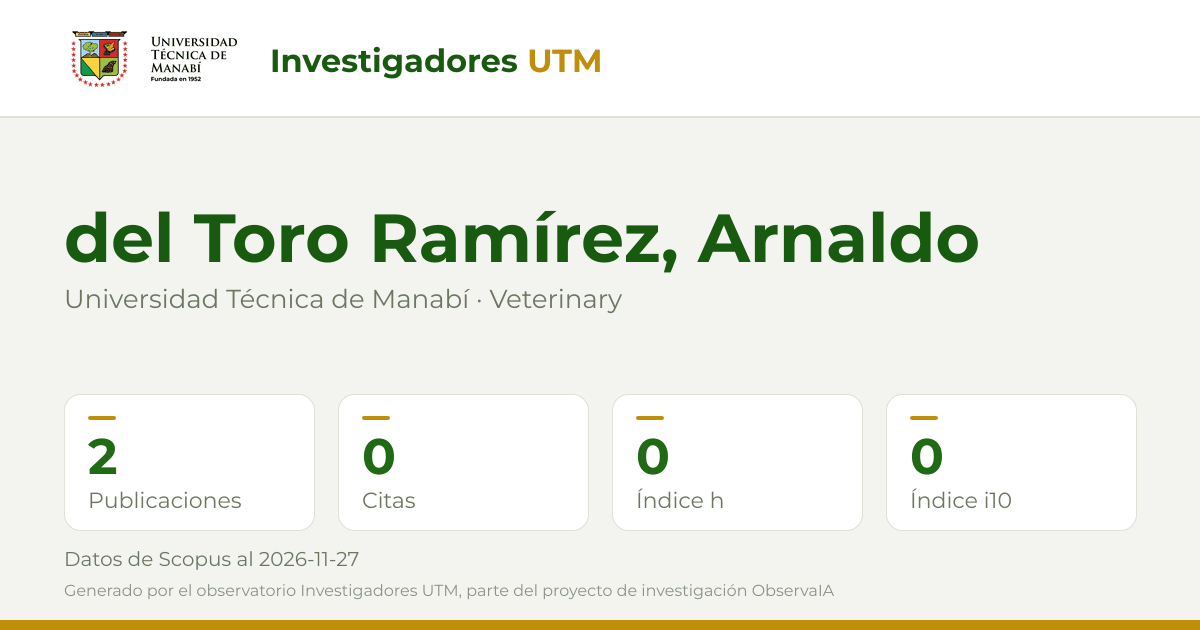 UNIVERSIDAD
TÉCNICA DE
MANABÍ
Fundada en 1952
Investigadores UTM
del Toro Ramírez, Arnaldo
Universidad Técnica de Manabí · Veterinary
2
Publicaciones
0
Citas
0
Índice h
0
Índice i10
Datos de Scopus al 2026-11-27
Generado por el observatorio Investigadores UTM, parte del proyecto de investigación ObservaIA